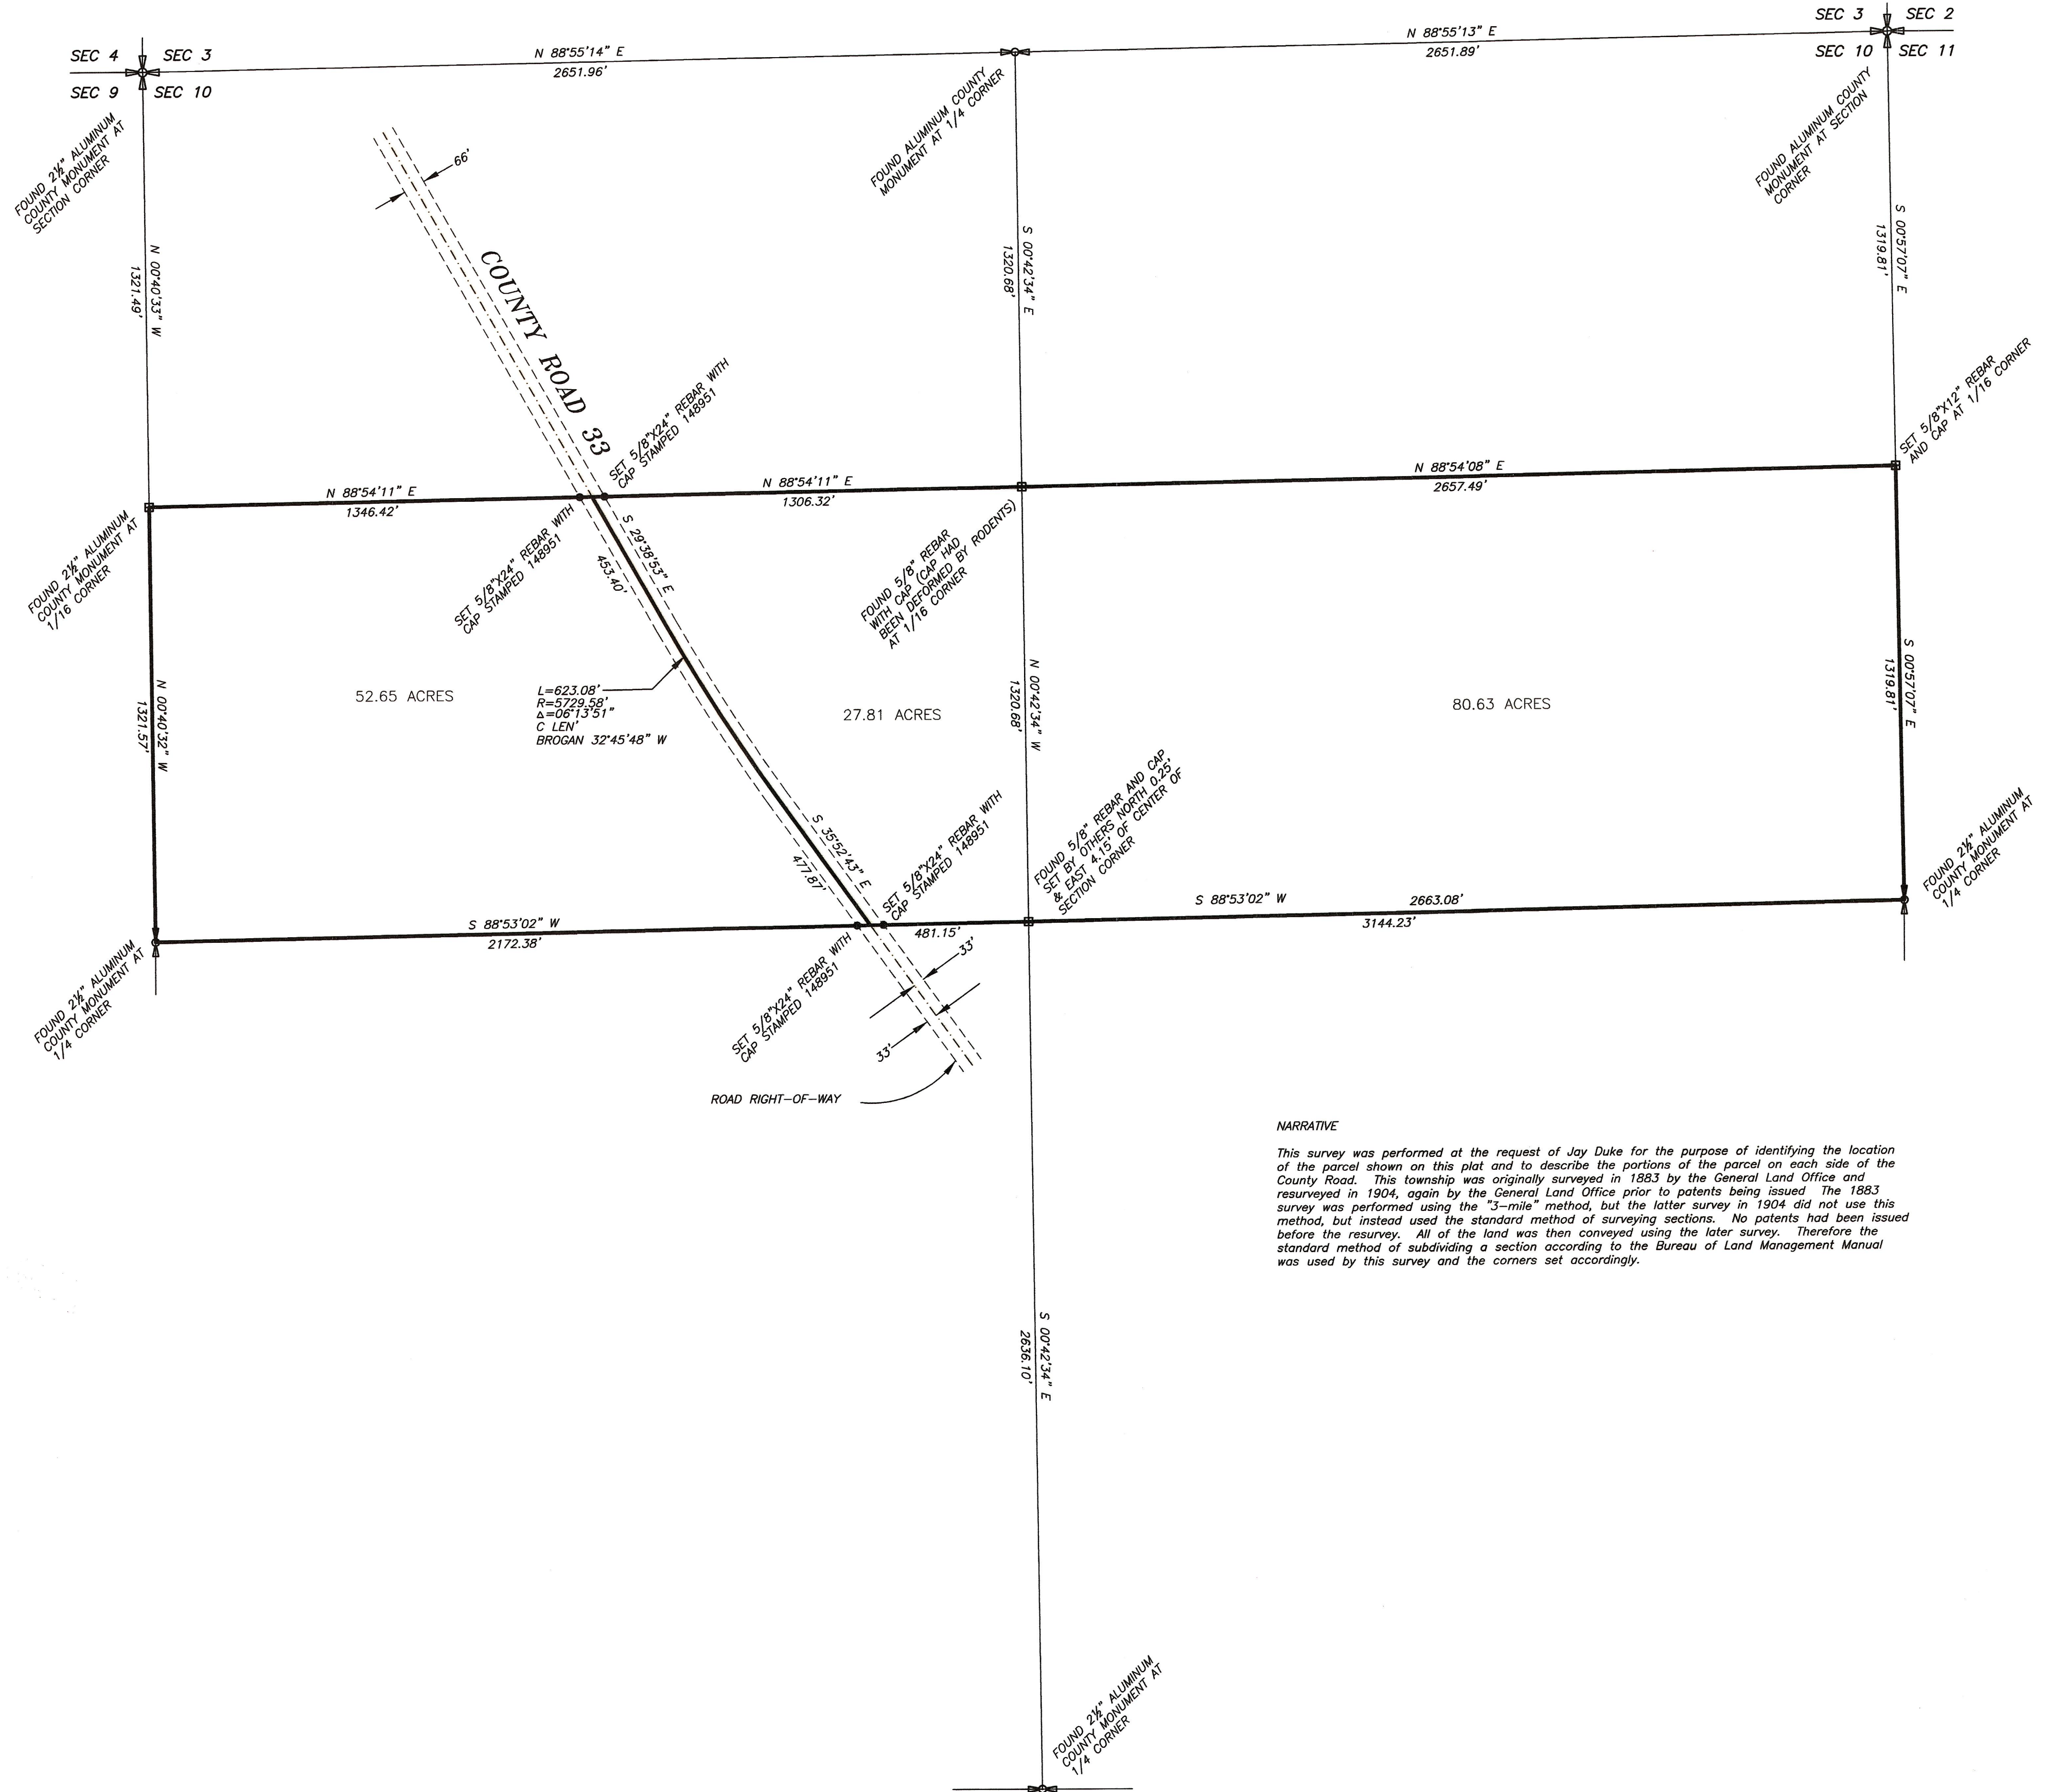 SEC 4
SEC 3
SEC 9
SEC 10
N 88°55'14" E
2651.96'
N 88°55'13" E
2651.89'
SEC 3
SEC 2
SEC 10
SEC 11
FOUND 2½" ALUMINUM
COUNTY MONUMENT AT
SECTION CORNER
FOUND ALUMINUM COUNTY
MONUMENT AT 1/4 CORNER
FOUND ALUMINUM COUNTY
MONUMENT AT SECTION
CORNER
66'
N 00°40'33" W
1321.49'
COUNTY ROAD 33
S 00°42'34" E
1320.68'
S 00°57'07" E
1319.81'
SET 5/8"X24" REBAR WITH
CAP STAMPED 148951
SET 5/8"X12" REBAR
AND CAP AT 1/16 CORNER
N 88°54'11" E
1346.42'
N 88°54'11" E
1306.32'
N 88°54'08" E
2657.49'
FOUND 2½" ALUMINUM
COUNTY MONUMENT AT
1/16 CORNER
SET 5/8"X24" REBAR WITH
CAP STAMPED 148951
S 29°38'53" E
453.40'
FOUND 5/8" REBAR
WITH CAP (CAP HAD
BEEN DEFORMED BY RODENTS)
AT 1/16 CORNER
N 00°40'32" W
1321.57'
52.65 ACRES
L=623.08'
R=5729.58'
Δ=06°13'51"
C LEN'
BROGAN 32°45'48" W
27.81 ACRES
N 00°42'34" W
1320.68'
80.63 ACRES
S 00°57'07" E
1319.81'
S 35°52'43" E
477.87'
SET 5/8"X24" REBAR WITH
CAP STAMPED 148951
FOUND 5/8" REBAR AND CAP
SET BY OTHERS NORTH 0.25'
& EAST 4.15' OF CENTER OF
SECTION CORNER
FOUND 2½" ALUMINUM
COUNTY MONUMENT AT
1/4 CORNER
S 88°53'02" W
2172.38'
481.15'
S 88°53'02" W
2663.08'
3144.23'
FOUND 2½" ALUMINUM
COUNTY MONUMENT AT
1/4 CORNER
SET 5/8"X24" REBAR WITH
CAP STAMPED 148951
33'
33'
ROAD RIGHT-OF-WAY
NARRATIVE
This survey was performed at the request of Jay Duke for the purpose of identifying the location
of the parcel shown on this plat and to describe the portions of the parcel on each side of the
County Road. This township was originally surveyed in 1883 by the General Land Office and
resurveyed in 1904, again by the General Land Office prior to patents being issued The 1883
survey was performed using the "3-mile" method, but the latter survey in 1904 did not use this
method, but instead used the standard method of surveying sections. No patents had been issued
before the resurvey. All of the land was then conveyed using the later survey. Therefore the
standard method of subdividing a section according to the Bureau of Land Management Manual
was used by this survey and the corners set accordingly.
S 00°42'34" E
2636.10'
FOUND 2½" ALUMINUM
COUNTY MONUMENT AT
1/4 CORNER